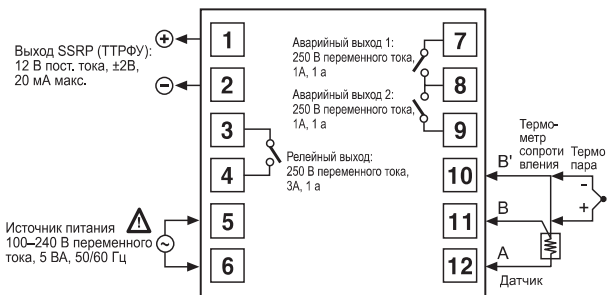 Выход SSRP (ТТРФУ):
12 В пост. тока, ±2В,
20 мА макс.
+
−
1
2
3
4
5
6
Источник питания
100–240 В переменного
тока, 5 ВА, 50/60 Гц
Аварийный выход 1:
250 В переменного тока,
1А, 1 а
Аварийный выход 2:
250 В переменного тока,
1А, 1 а
Релейный выход:
250 В переменного тока,
3А, 1 а
7
8
9
10
11
12
B'
B
A
Термо-
метр
сопроти
вления
Термо
пара
-
+
Датчик